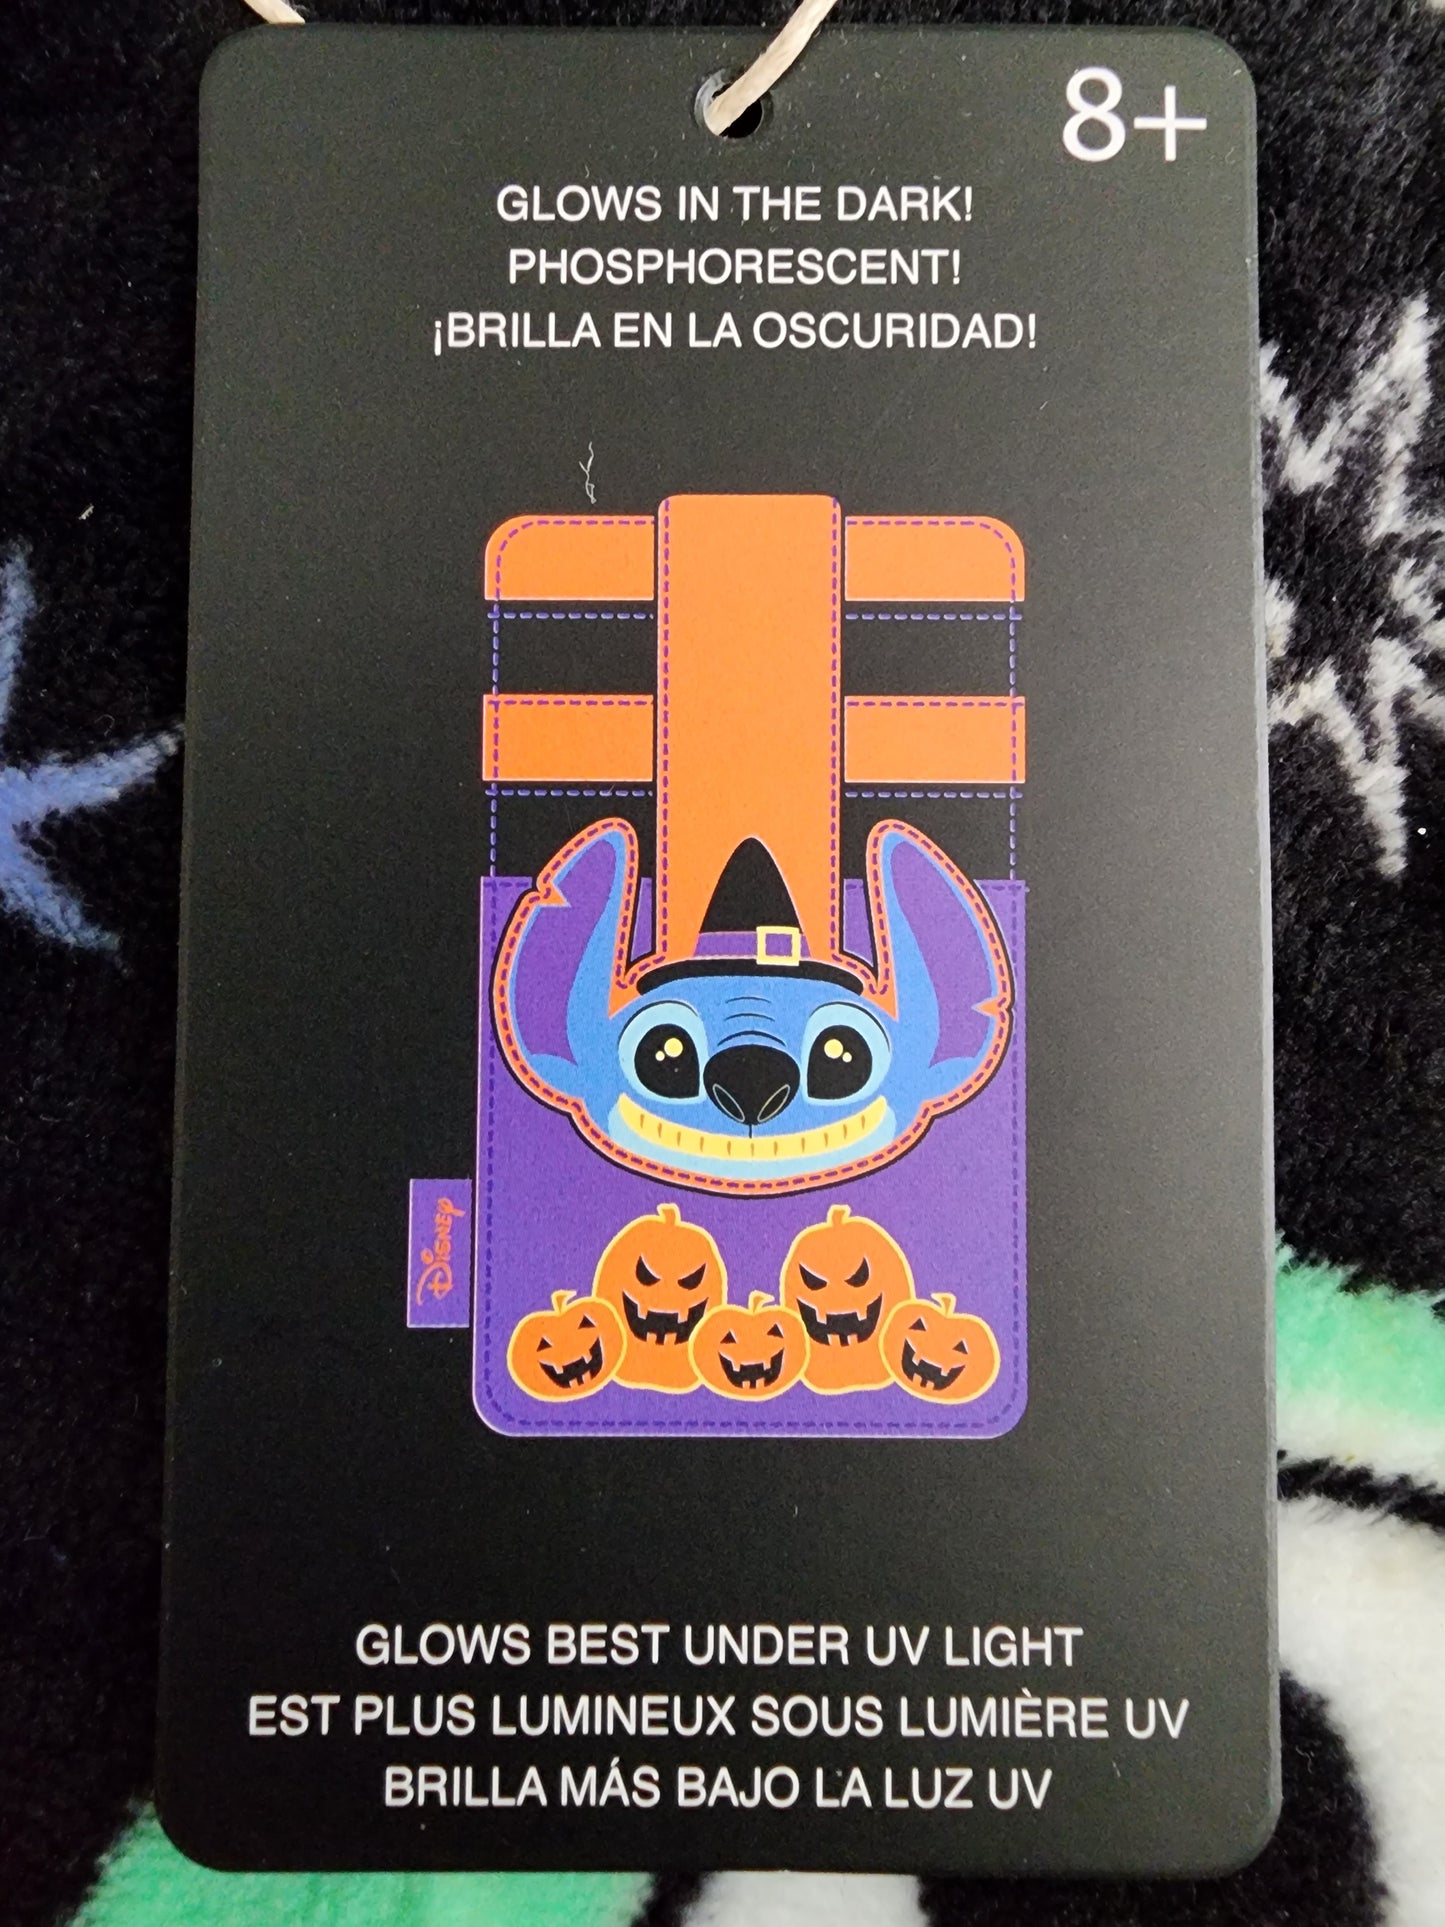 8+
GLOWS IN THE DARK!
PHOSPHORESCENT!
¡BRILLA EN LA OSCURIDAD!
Disney
GLOWS BEST UNDER UV LIGHT
EST PLUS LUMINEUX SOUS LUMIÈRE UV
BRILLA MÁS BAJO LA LUZ UV